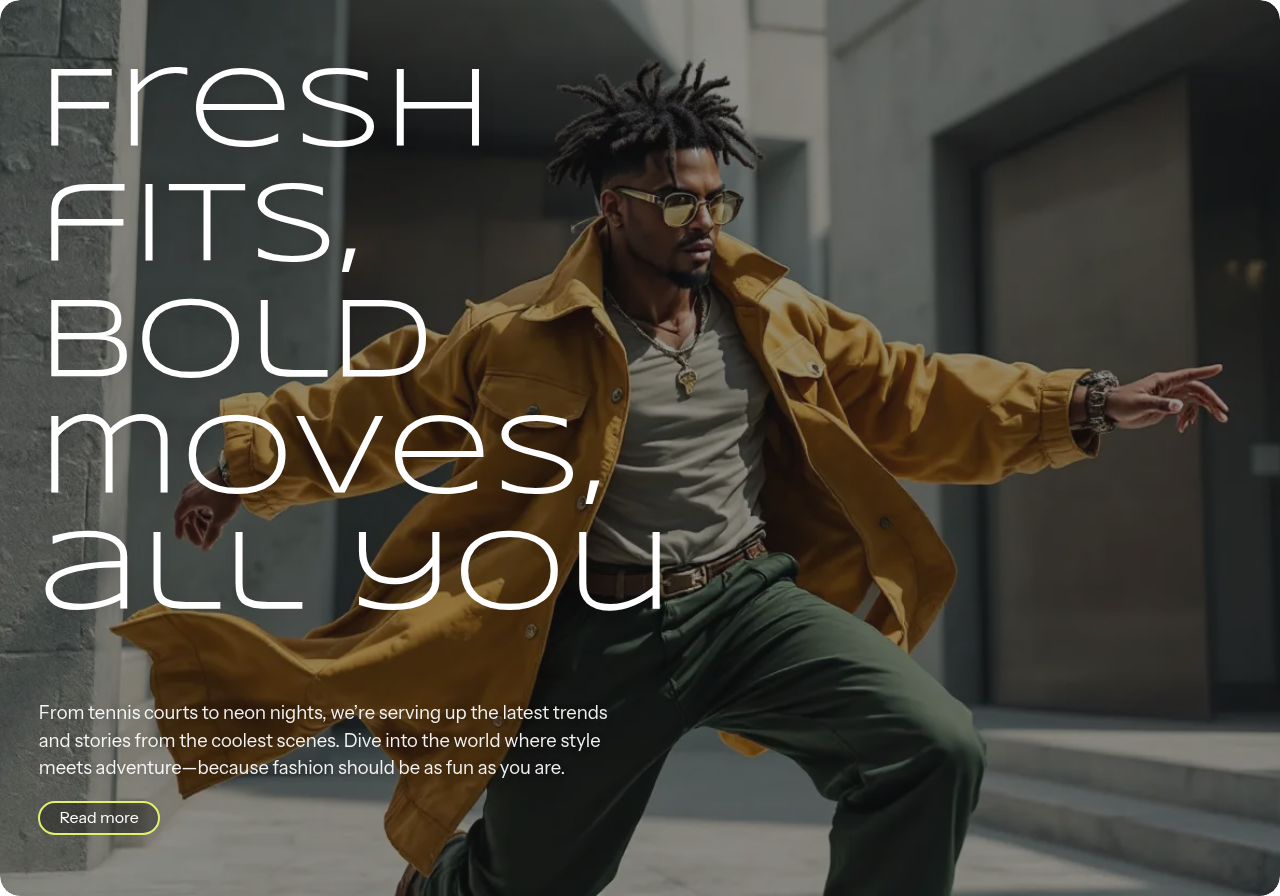 Fresh
Fits,
Bold
moves,
all you
From tennis courts to neon nights, we’re serving up the latest trends
and stories from the coolest scenes. Dive into the world where style
meets adventure—because fashion should be as fun as you are.
Read more